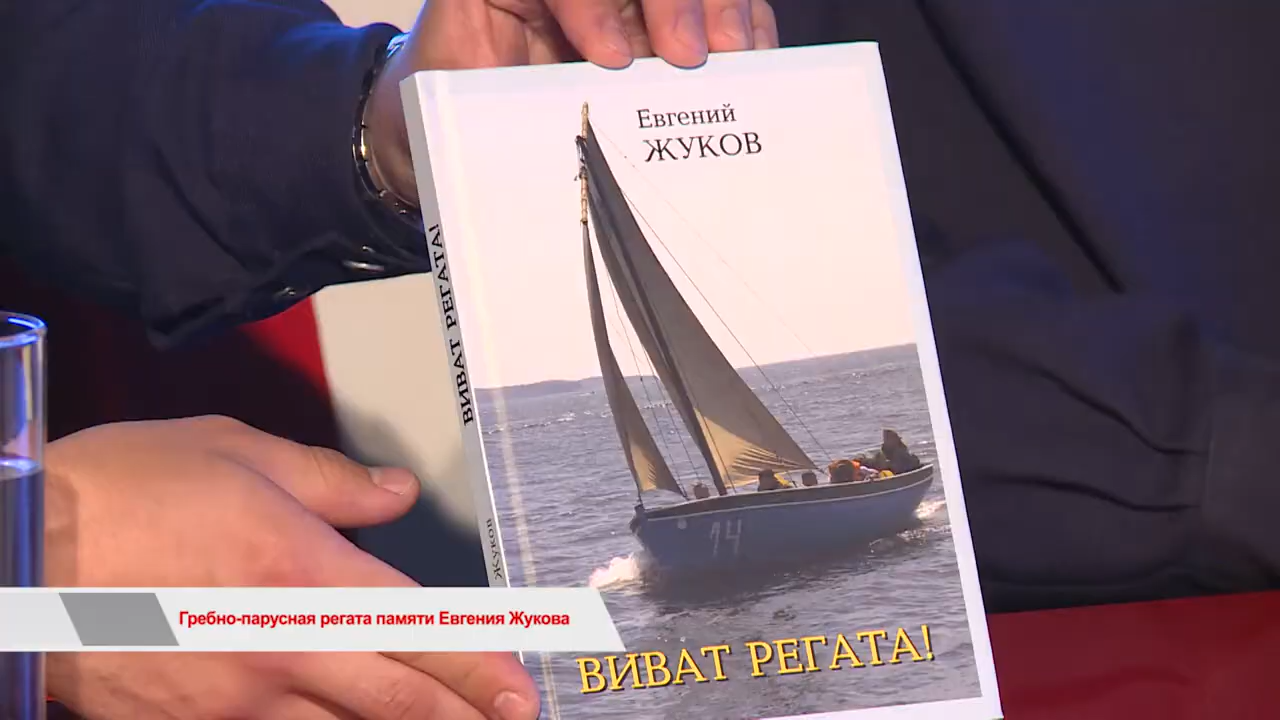 Евгений
ЖУКОВ
ВИВАТ РЕГАТА!
Жуков
14
ВИВАТ РЕГАТА!
Гребно-парусная регата памяти Евгения Жукова